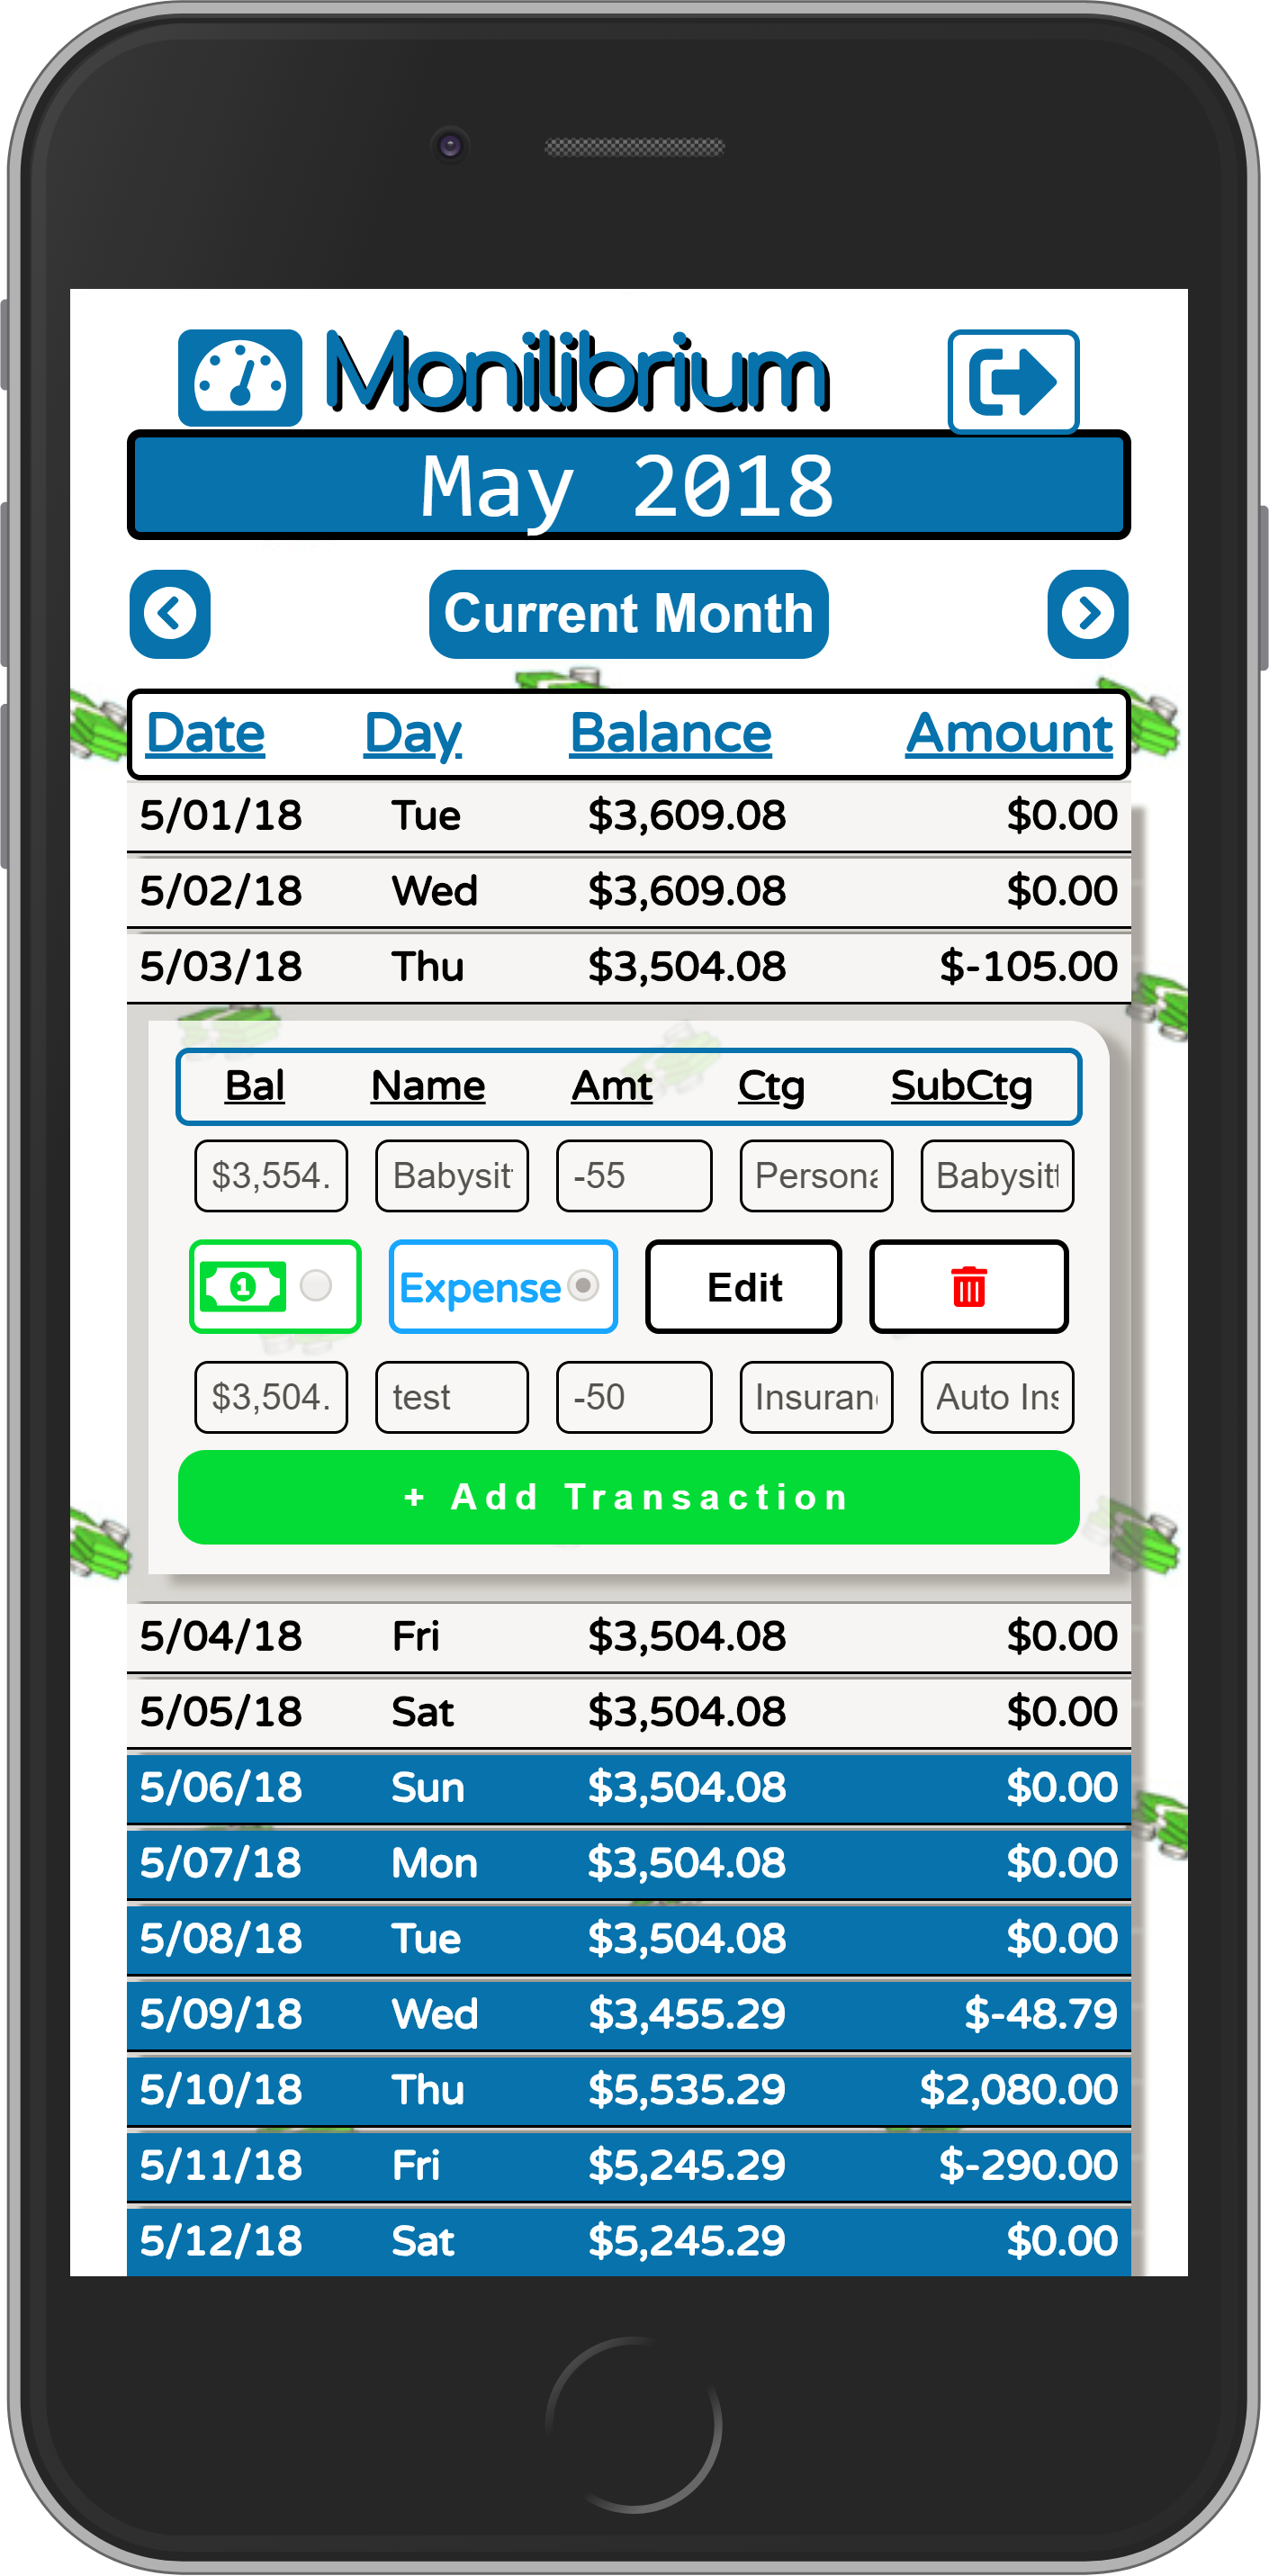 Monilibrium
May 2018
Current Month
Date Day Balance Amount
5/01/18 Tue $3,609.08 $0.00
5/02/18 Wed $3,609.08 $0.00
5/03/18 Thu $3,504.08 $-105.00
Bal Name Amt Ctg SubCtg
$3,554. Babysit -55 Persona Babysitt
1 Expense Edit
$3,504. test -50 Insuran Auto Ins
+ Add Transaction
5/04/18 Fri $3,504.08 $0.00
5/05/18 Sat $3,504.08 $0.00
5/06/18 Sun $3,504.08 $0.00
5/07/18 Mon $3,504.08 $0.00
5/08/18 Tue $3,504.08 $0.00
5/09/18 Wed $3,455.29 $-48.79
5/10/18 Thu $5,535.29 $2,080.00
5/11/18 Fri $5,245.29 $-290.00
5/12/18 Sat $5,245.29 $0.00